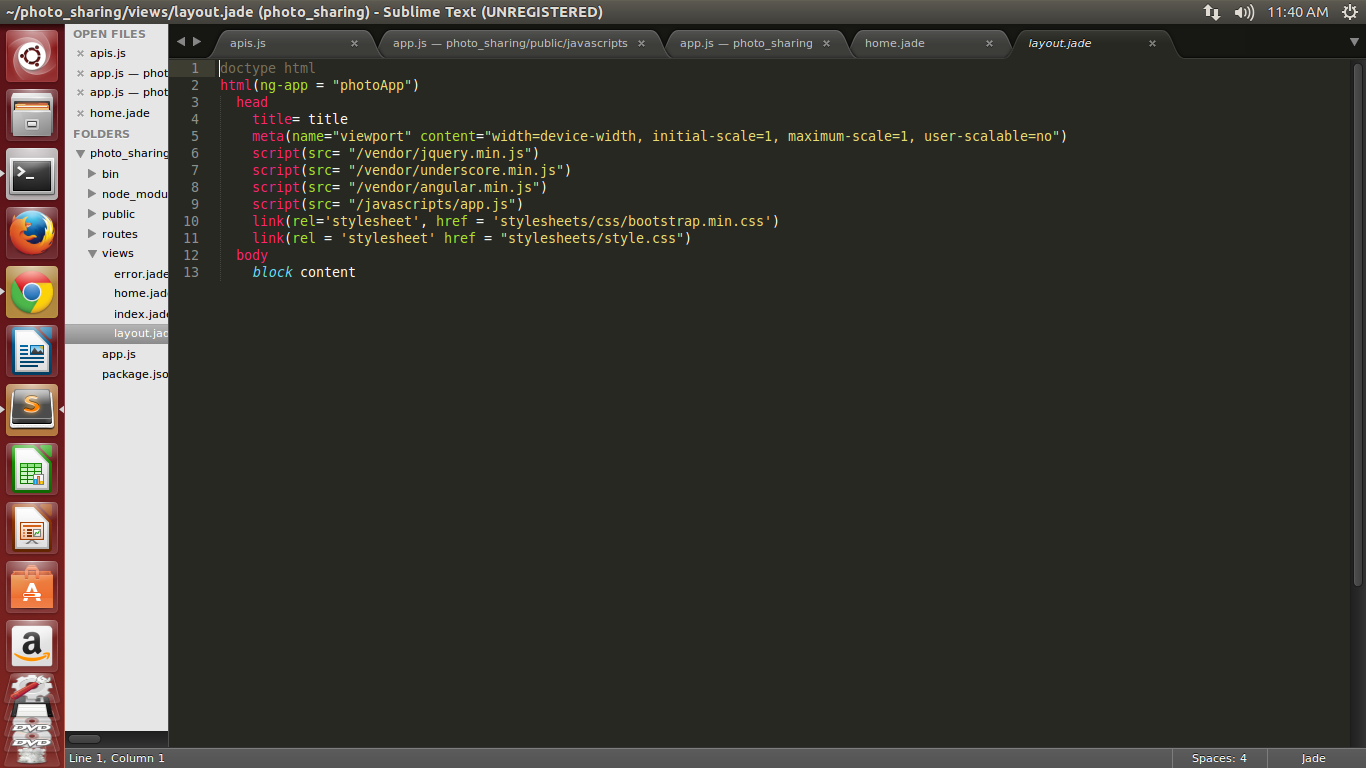 ~/photo_sharing/views/layout.jade (photo_sharing) - Sublime Text (UNREGISTERED)
11:40 AM
OPEN FILES
apis.js
app.js — phot
app.js — phot
home.jade
FOLDERS
photo_sharing
bin
node_modu
public
routes
views
error.jade
home.jade
index.jade
layout.jad
app.js
package.jso
apis.js
app.js — photo_sharing/public/javascripts
app.js — photo_sharing
home.jade
layout.jade
1 doctype html
2 html(ng-app = "photoApp")
3 head
4 title= title
5 meta(name="viewport" content="width=device-width, initial-scale=1, maximum-scale=1, user-scalable=no")
6 script(src= "/vendor/jquery.min.js")
7 script(src= "/vendor/underscore.min.js")
8 script(src= "/vendor/angular.min.js")
9 script(src= "/javascripts/app.js")
10 link(rel='stylesheet', href = 'stylesheets/css/bootstrap.min.css')
11 link(rel = 'stylesheet' href = "stylesheets/style.css")
12 body
13 block content
S
A
a
DVD
DVD
Line 1, Column 1
Spaces: 4
Jade